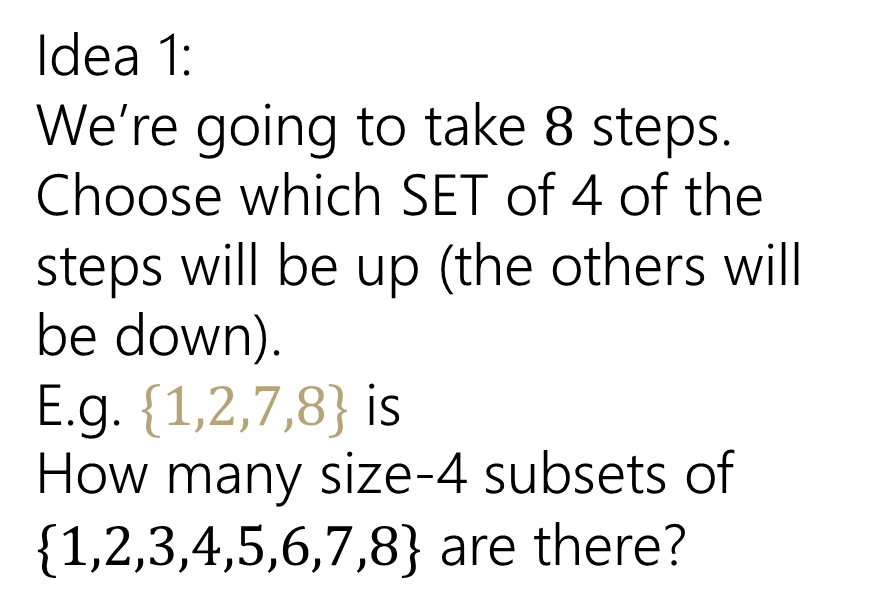 Idea 1:
We’re going to take 8 steps.
Choose which SET of 4 of the
steps will be up (the others will
be down).
E.g. {1,2,7,8} is
How many size-4 subsets of
{1,2,3,4,5,6,7,8} are there?